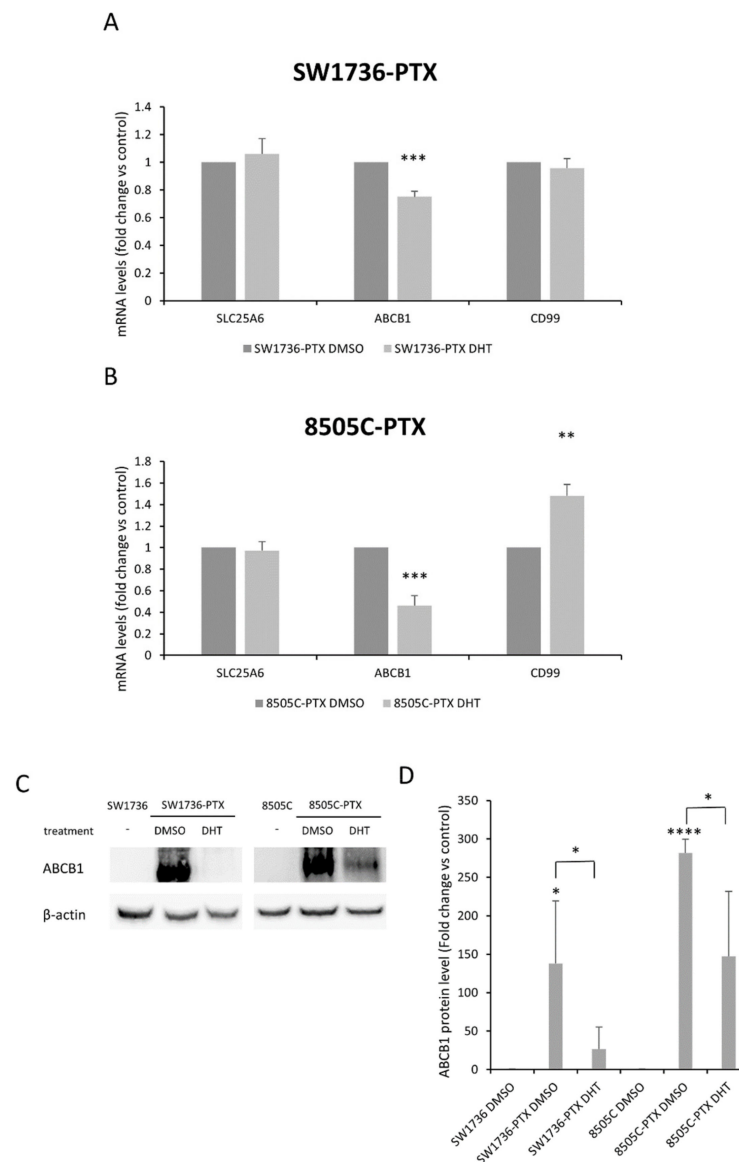 A
SW1736-PTX
mRNA levels (fold change vs control)
1.4
1.2
1
0.8
0.6
0.4
0.2
0
***
SLC25A6 ABCB1 CD99
SW1736-PTX DMSO SW1736-PTX DHT
B
8505C-PTX
mRNA levels (fold change vs control)
1.8
1.6
1.4
1.2
1
0.8
0.6
0.4
0.2
0
***
**
SLC25A6 ABCB1 CD99
8505C-PTX DMSO 8505C-PTX DHT
C
SW1736 SW1736-PTX 8505C 8505C-PTX
treatment - DMSO DHT - DMSO DHT
ABCB1
β-actin
D
ABCB1 protein level (Fold change vs control)
350
300
250
200
150
100
50
0
*
*
****
*
SW1736 DMSO
SW1736-PTX DMSO
SW1736-PTX DHT
8505C DMSO
8505C-PTX DMSO
8505C-PTX DHT